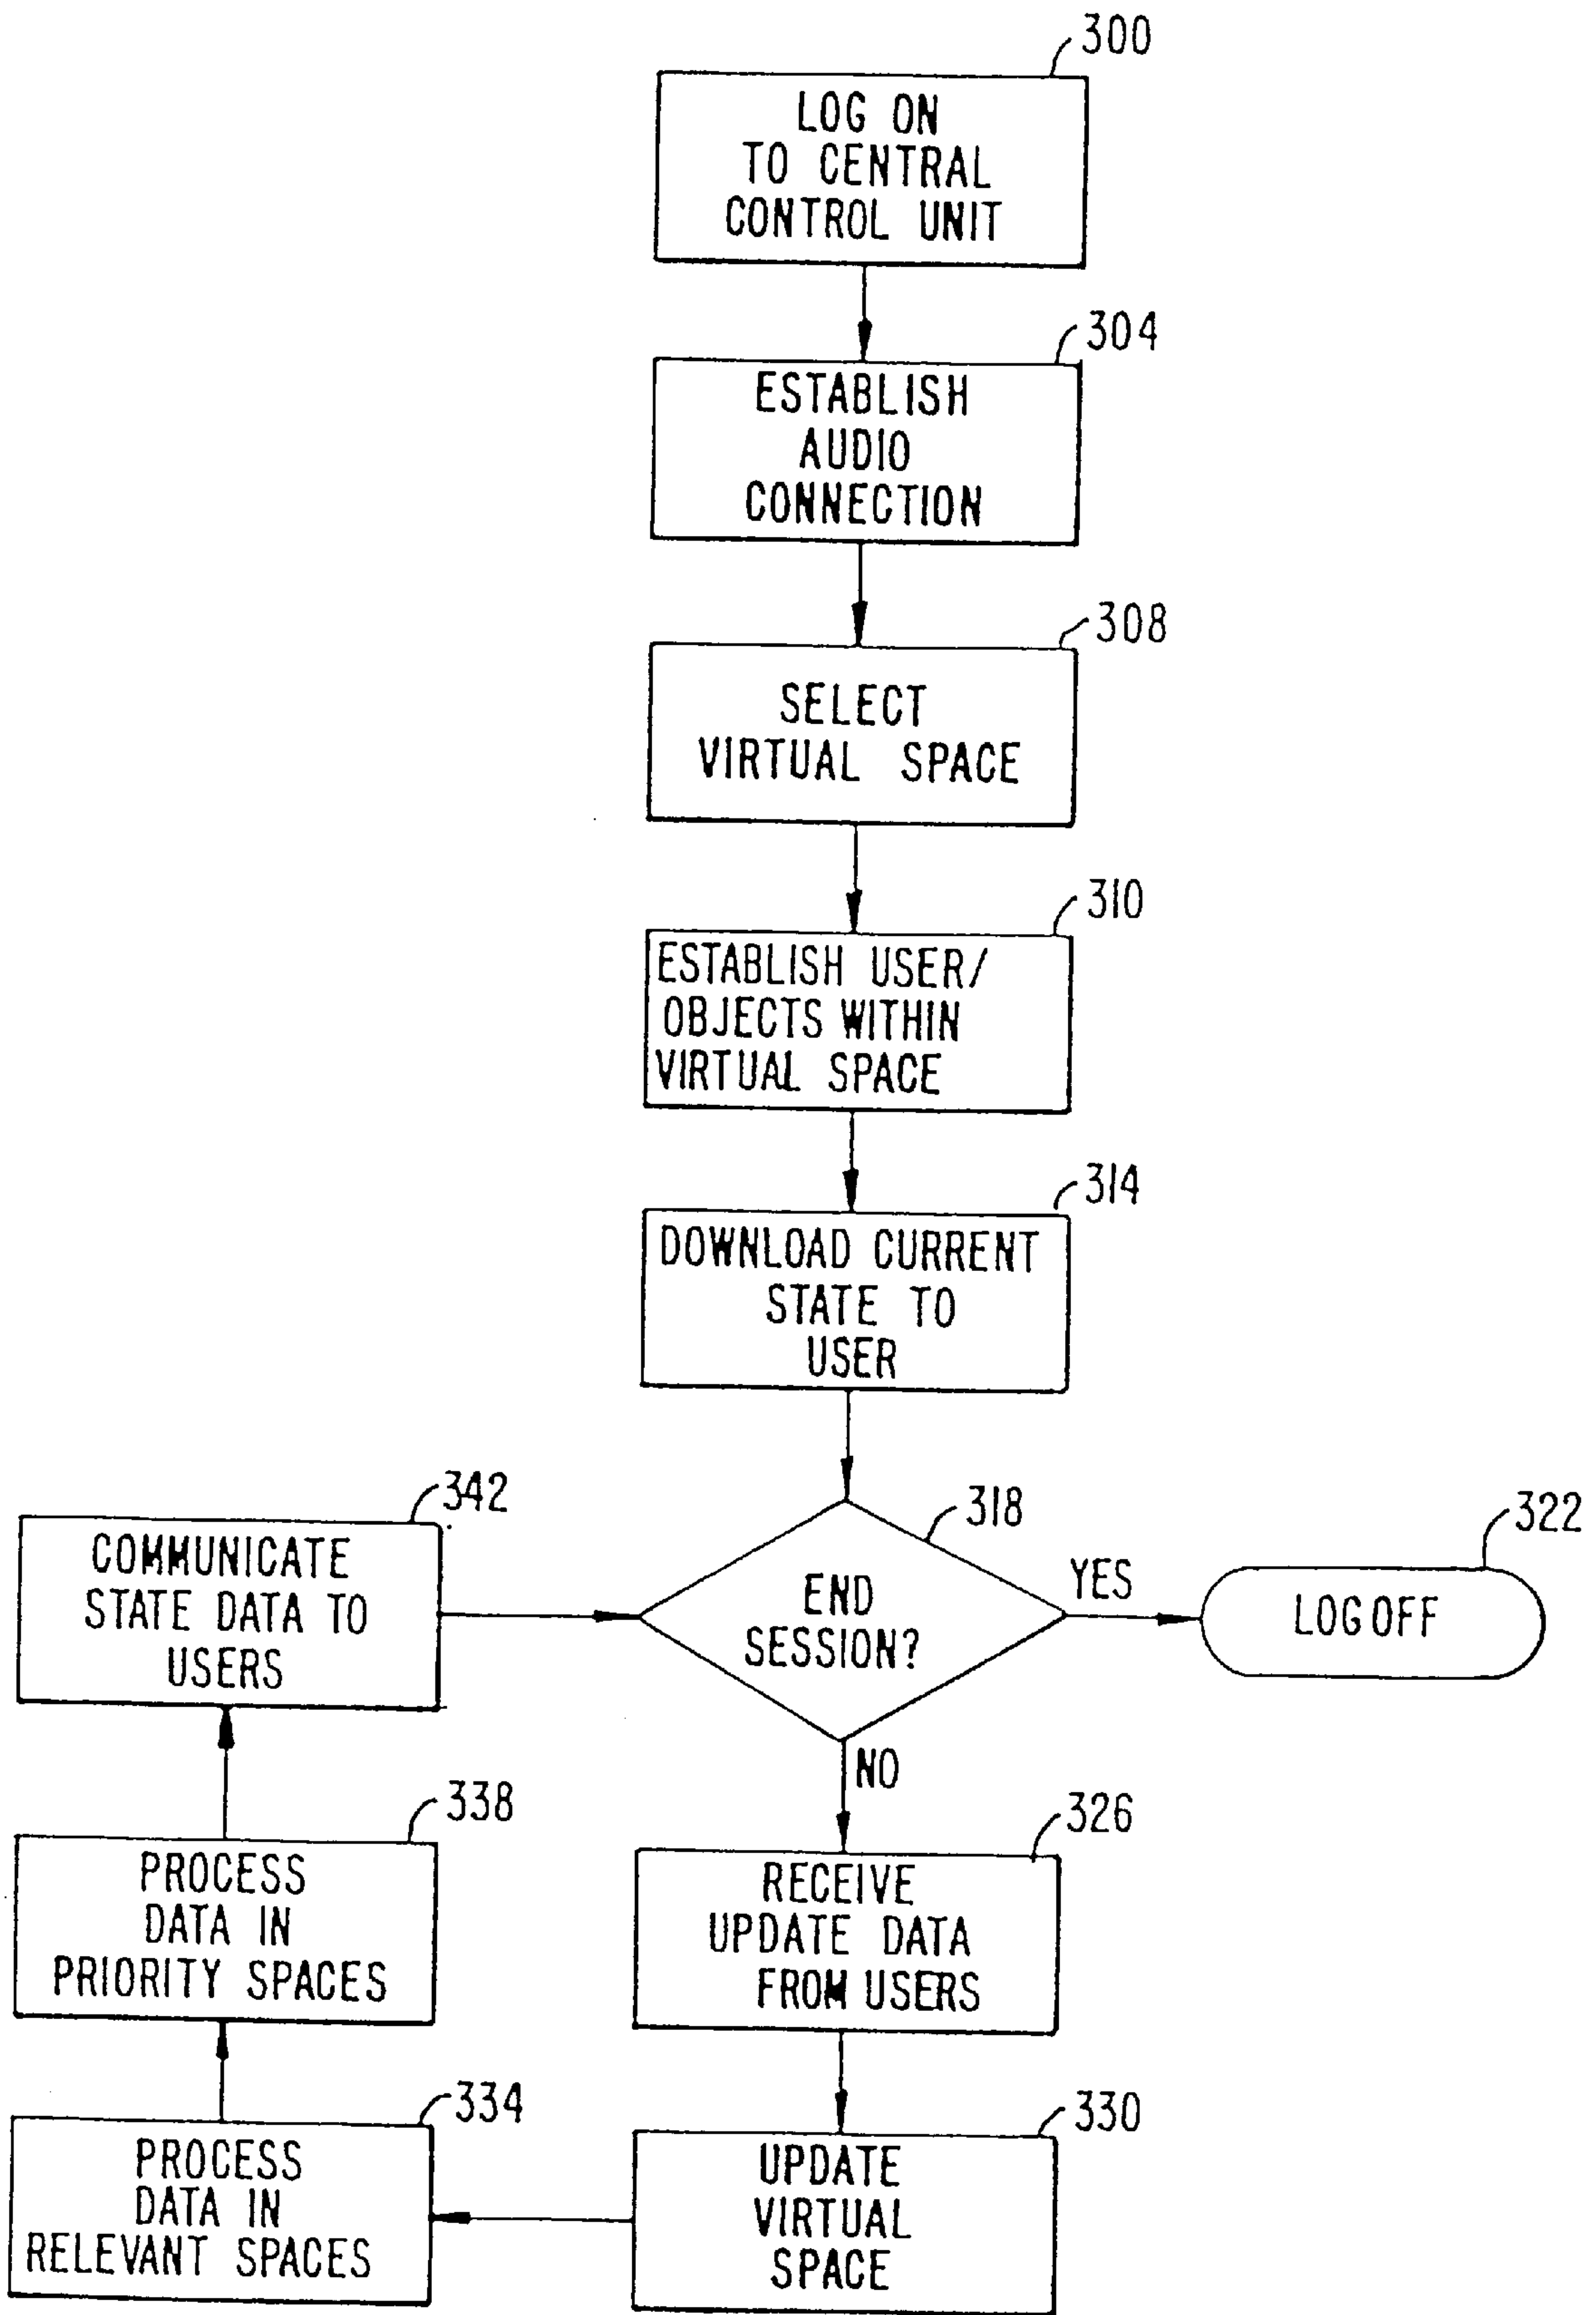 300
LOG ON
TO CENTRAL
CONTROL UNIT
304
ESTABLISH
AUDIO
CONNECTION
308
SELECT
VIRTUAL SPACE
310
ESTABLISH USER/
OBJECTS WITHIN
VIRTUAL SPACE
314
DOWNLOAD CURRENT
STATE TO
USER
318
END
SESSION?
YES
322
LOG OFF
NO
326
RECEIVE
UPDATE DATA
FROM USERS
330
UPDATE
VIRTUAL
SPACE
334
PROCESS
DATA IN
RELEVANT SPACES
338
PROCESS
DATA IN
PRIORITY SPACES
342
COMMUNICATE
STATE DATA TO
USERS